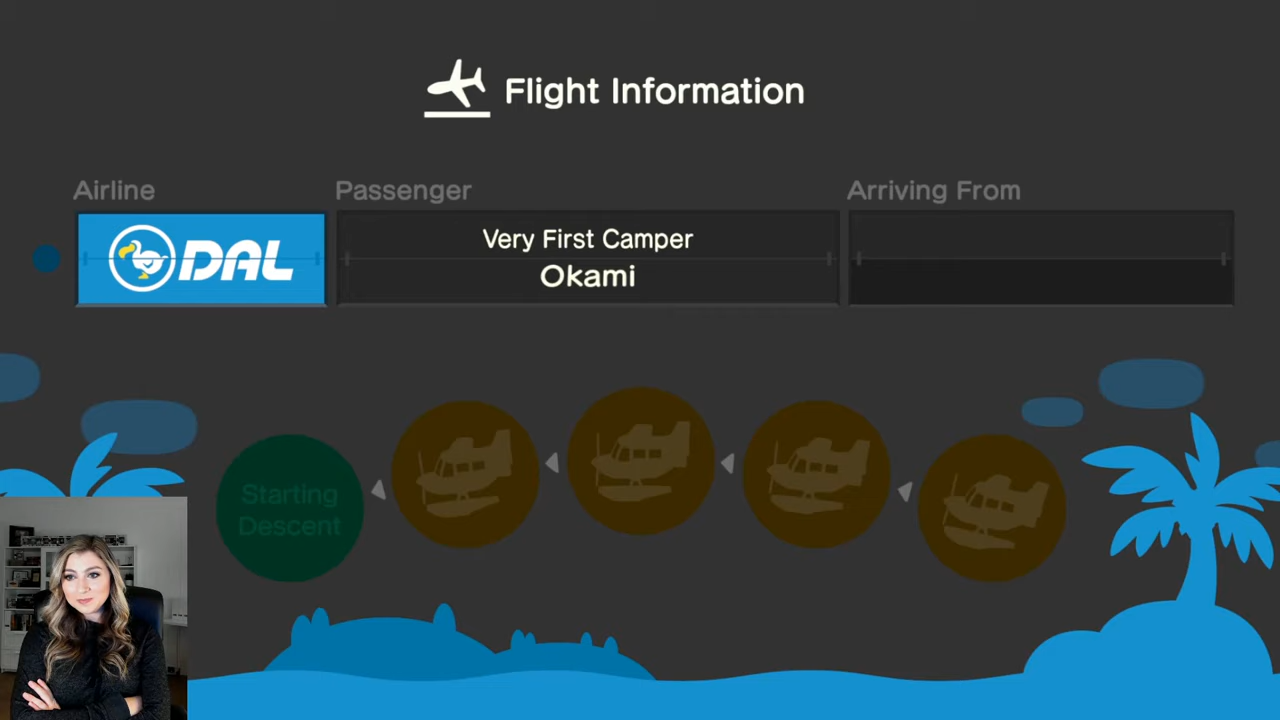 Flight Information
Airline
Passenger
Arriving From
DAL
Very First Camper
Okami
Starting
Descent